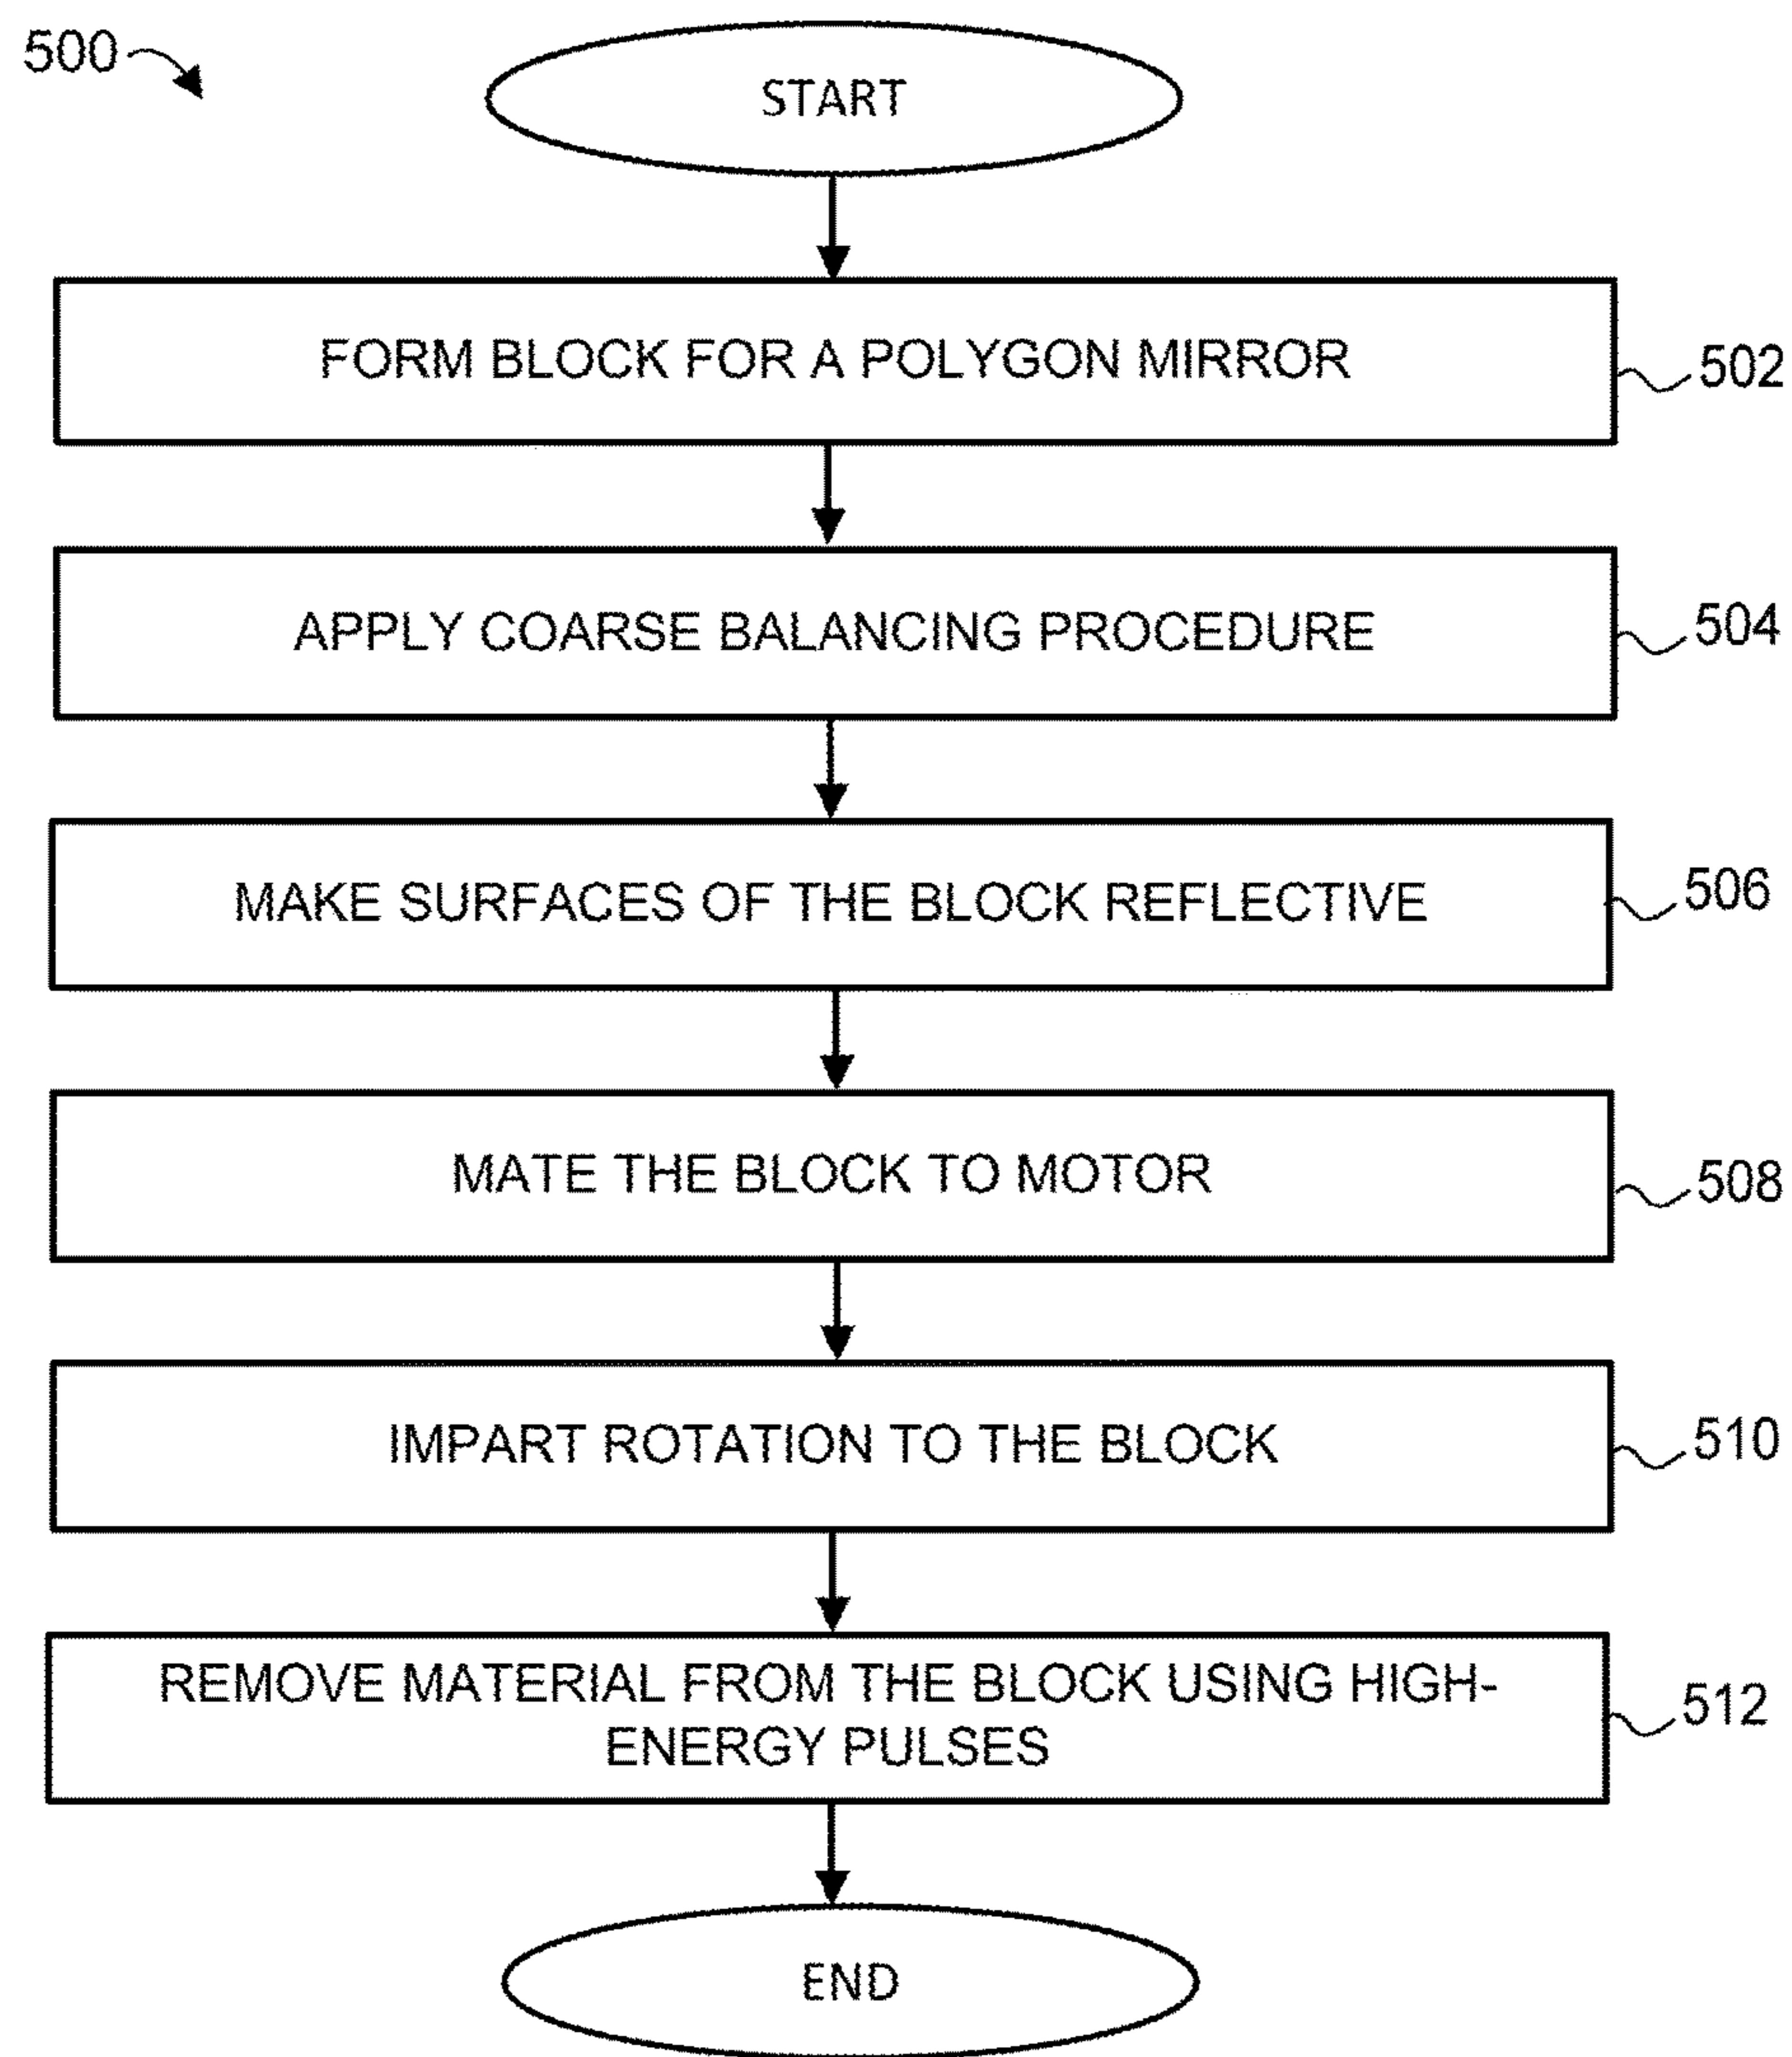 500
START
FORM BLOCK FOR A POLYGON MIRROR
502
APPLY COARSE BALANCING PROCEDURE
504
MAKE SURFACES OF THE BLOCK REFLECTIVE
506
MATE THE BLOCK TO MOTOR
508
IMPART ROTATION TO THE BLOCK
510
REMOVE MATERIAL FROM THE BLOCK USING HIGH-
ENERGY PULSES
512
END